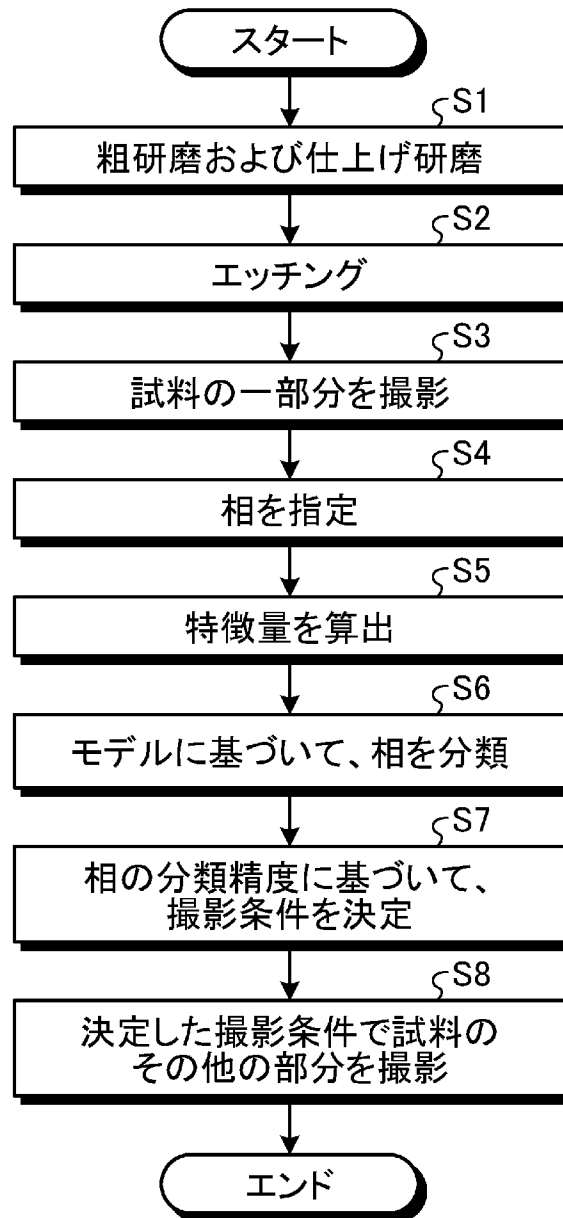 スタート
S1
粗研磨および仕上げ研磨
S2
エッチング
S3
試料の一部分を撮影
S4
相を指定
S5
特徴量を算出
S6
モデルに基づいて、相を分類
S7
相の分類精度に基づいて、
撮影条件を決定
S8
決定した撮影条件で試料の
その他の部分を撮影
エンド